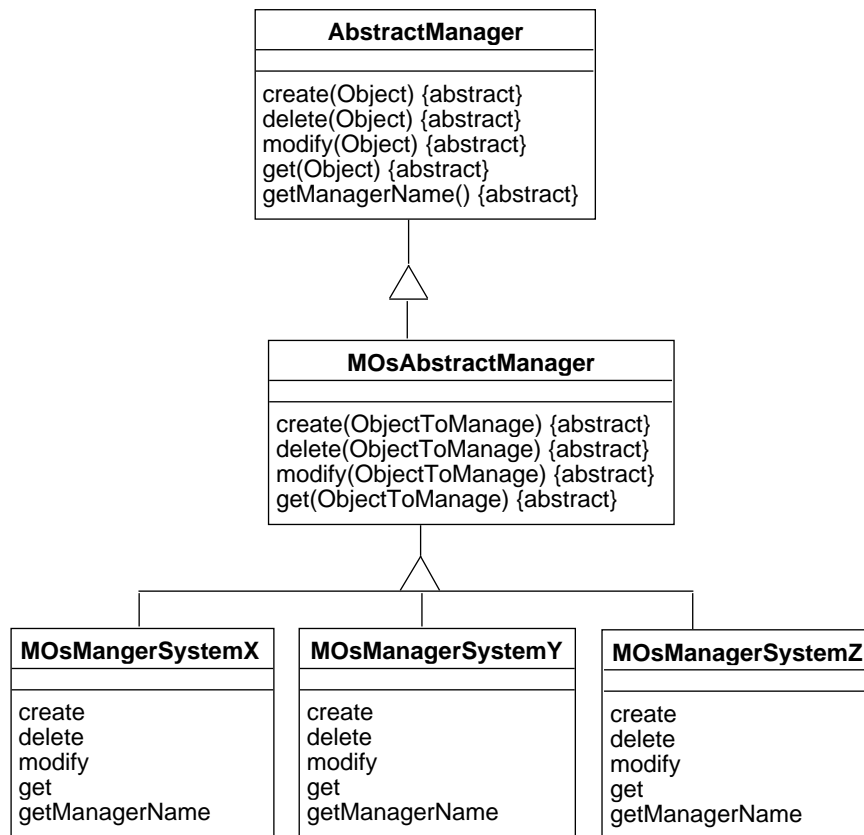 AbstractManager
create(Object) {abstract}
delete(Object) {abstract}
modify(Object) {abstract}
get(Object) {abstract}
getManagerName() {abstract}
MOsAbstractManager
create(ObjectToManage) {abstract}
delete(ObjectToManage) {abstract}
modify(ObjectToManage) {abstract}
get(ObjectToManage) {abstract}
MOsMangerSystemX
create
delete
modify
get
getManagerName
MOsManagerSystemY
create
delete
modify
get
getManagerName
MOsManagerSystemZ
create
delete
modify
get
getManagerName